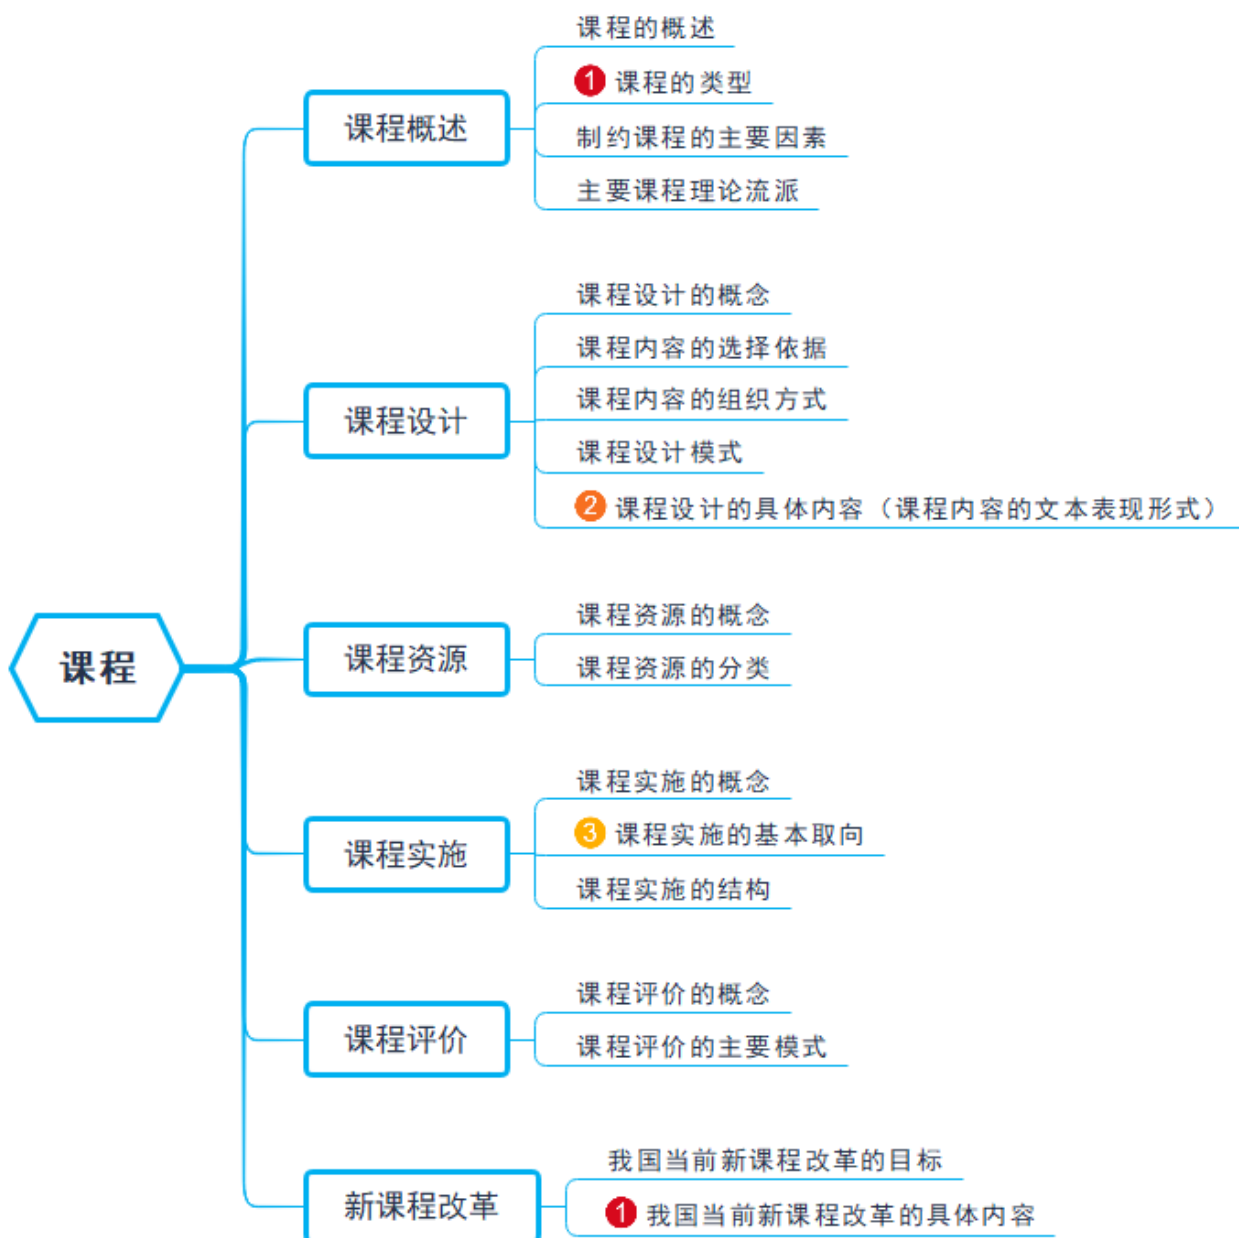 课程
课程概述
课程的概述
1 课程的类型
制约课程的主要因素
主要课程理论流派
课程设计
课程设计的概念
课程内容的选择依据
课程内容的组织方式
课程设计模式
2 课程设计的具体内容（课程内容的文本表现形式）
课程资源
课程资源的概念
课程资源的分类
课程实施
课程实施的概念
3 课程实施的基本取向
课程实施的结构
课程评价
课程评价的概念
课程评价的主要模式
新课程改革
我国当前新课程改革的目标
1 我国当前新课程改革的具体内容